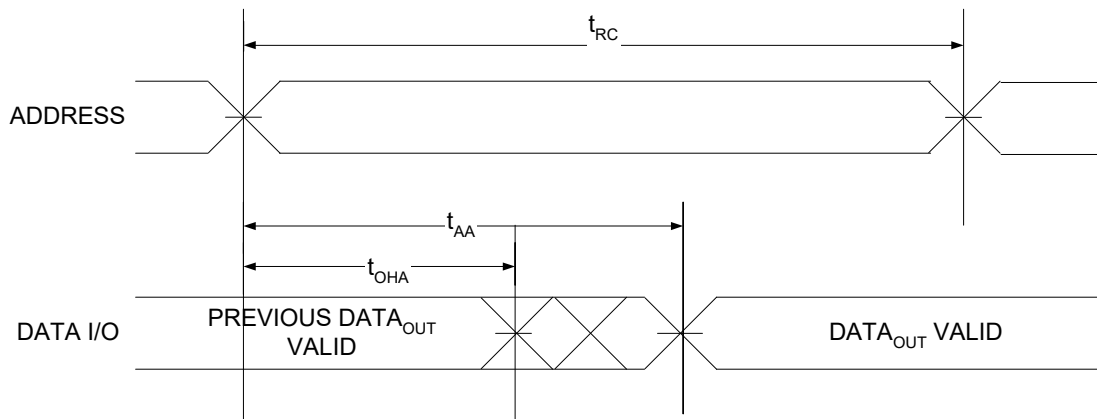 tRC
ADDRESS
tAA
tOHA
DATA I/O
PREVIOUS DATAOUT
VALID
DATAOUT VALID